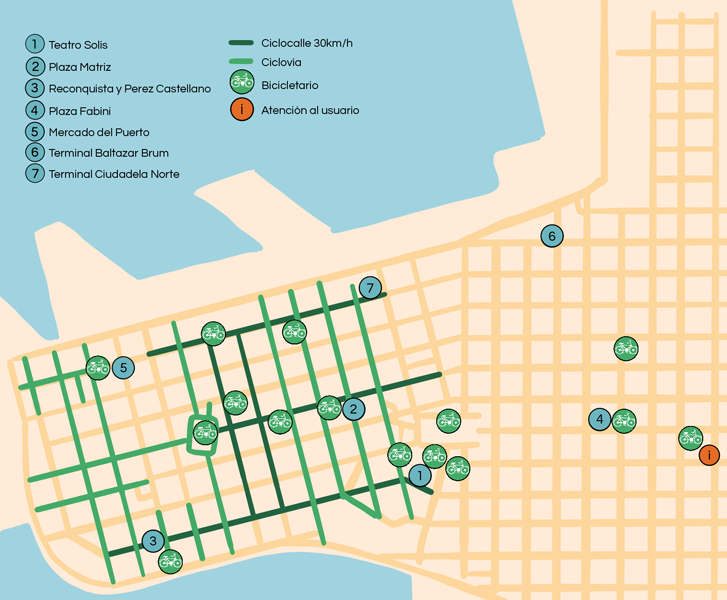 1 Teatro Solis
2 Plaza Matriz
3 Reconquista y Perez Castellano
4 Plaza Fabini
5 Mercado del Puerto
6 Terminal Baltazar Brum
7 Terminal Ciudadela Norte
Ciclocalle 30km/h
Ciclovia
Bicicletario
i Atención al usuario
6
7
5
4
2
i
1
3